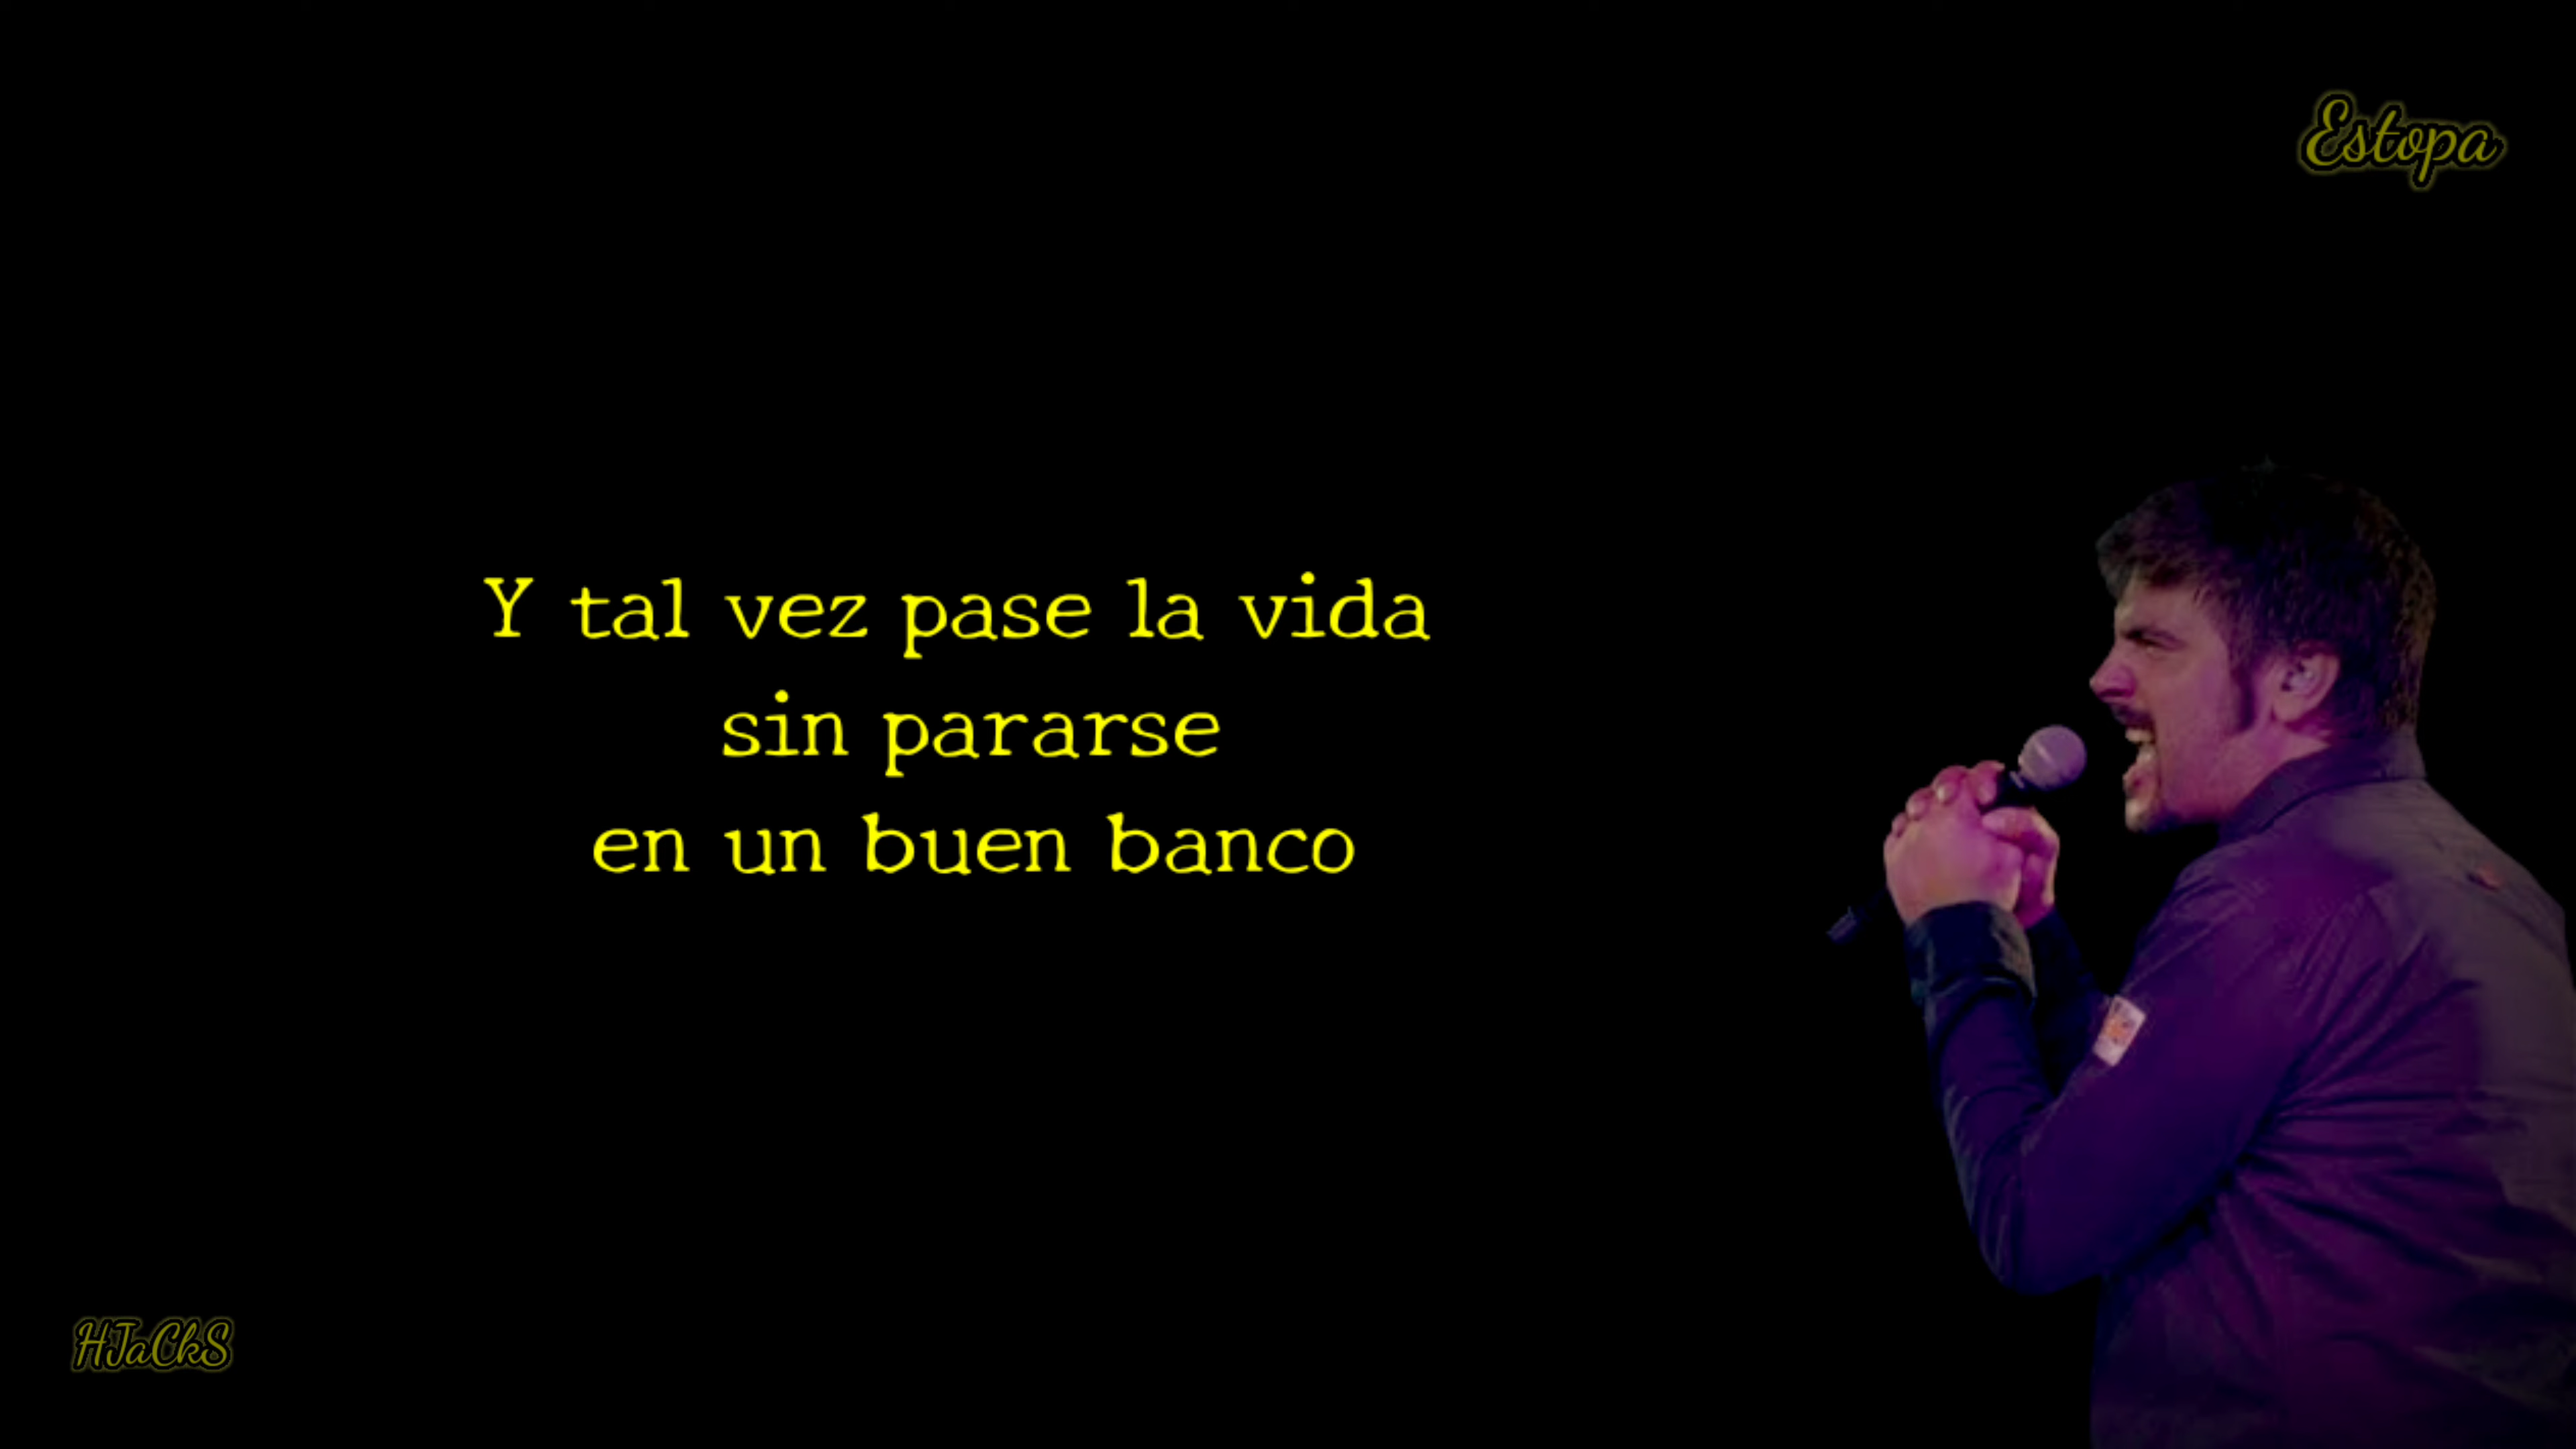 Estopa
Y tal vez pase la vida
sin pararse
en un buen banco
HJaCkS